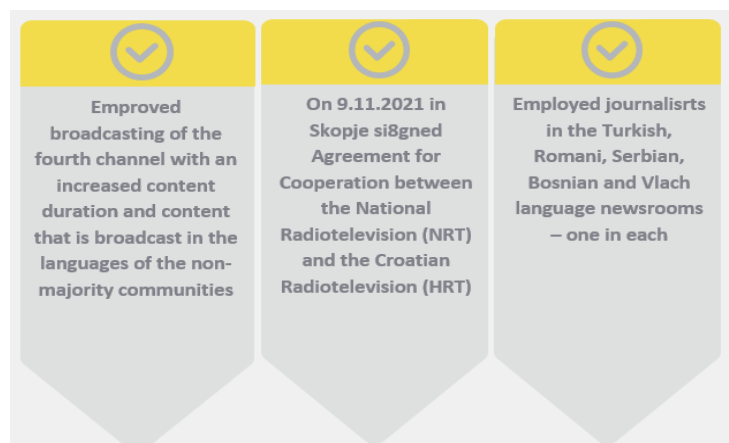 Emproved
broadcasting of the
fourth channel with an
increased content
duration and content
that is broadcast in the
languages of the non-
majority communities
On 9.11.2021 in
Skopje si8gned
Agreement for
Cooperation between
the National
Radiotelevision (NRT)
and the Croatian
Radiotelevision (HRT)
Employed journalisrts
in the Turkish,
Romani, Serbian,
Bosnian and Vlach
language newsrooms
– one in each